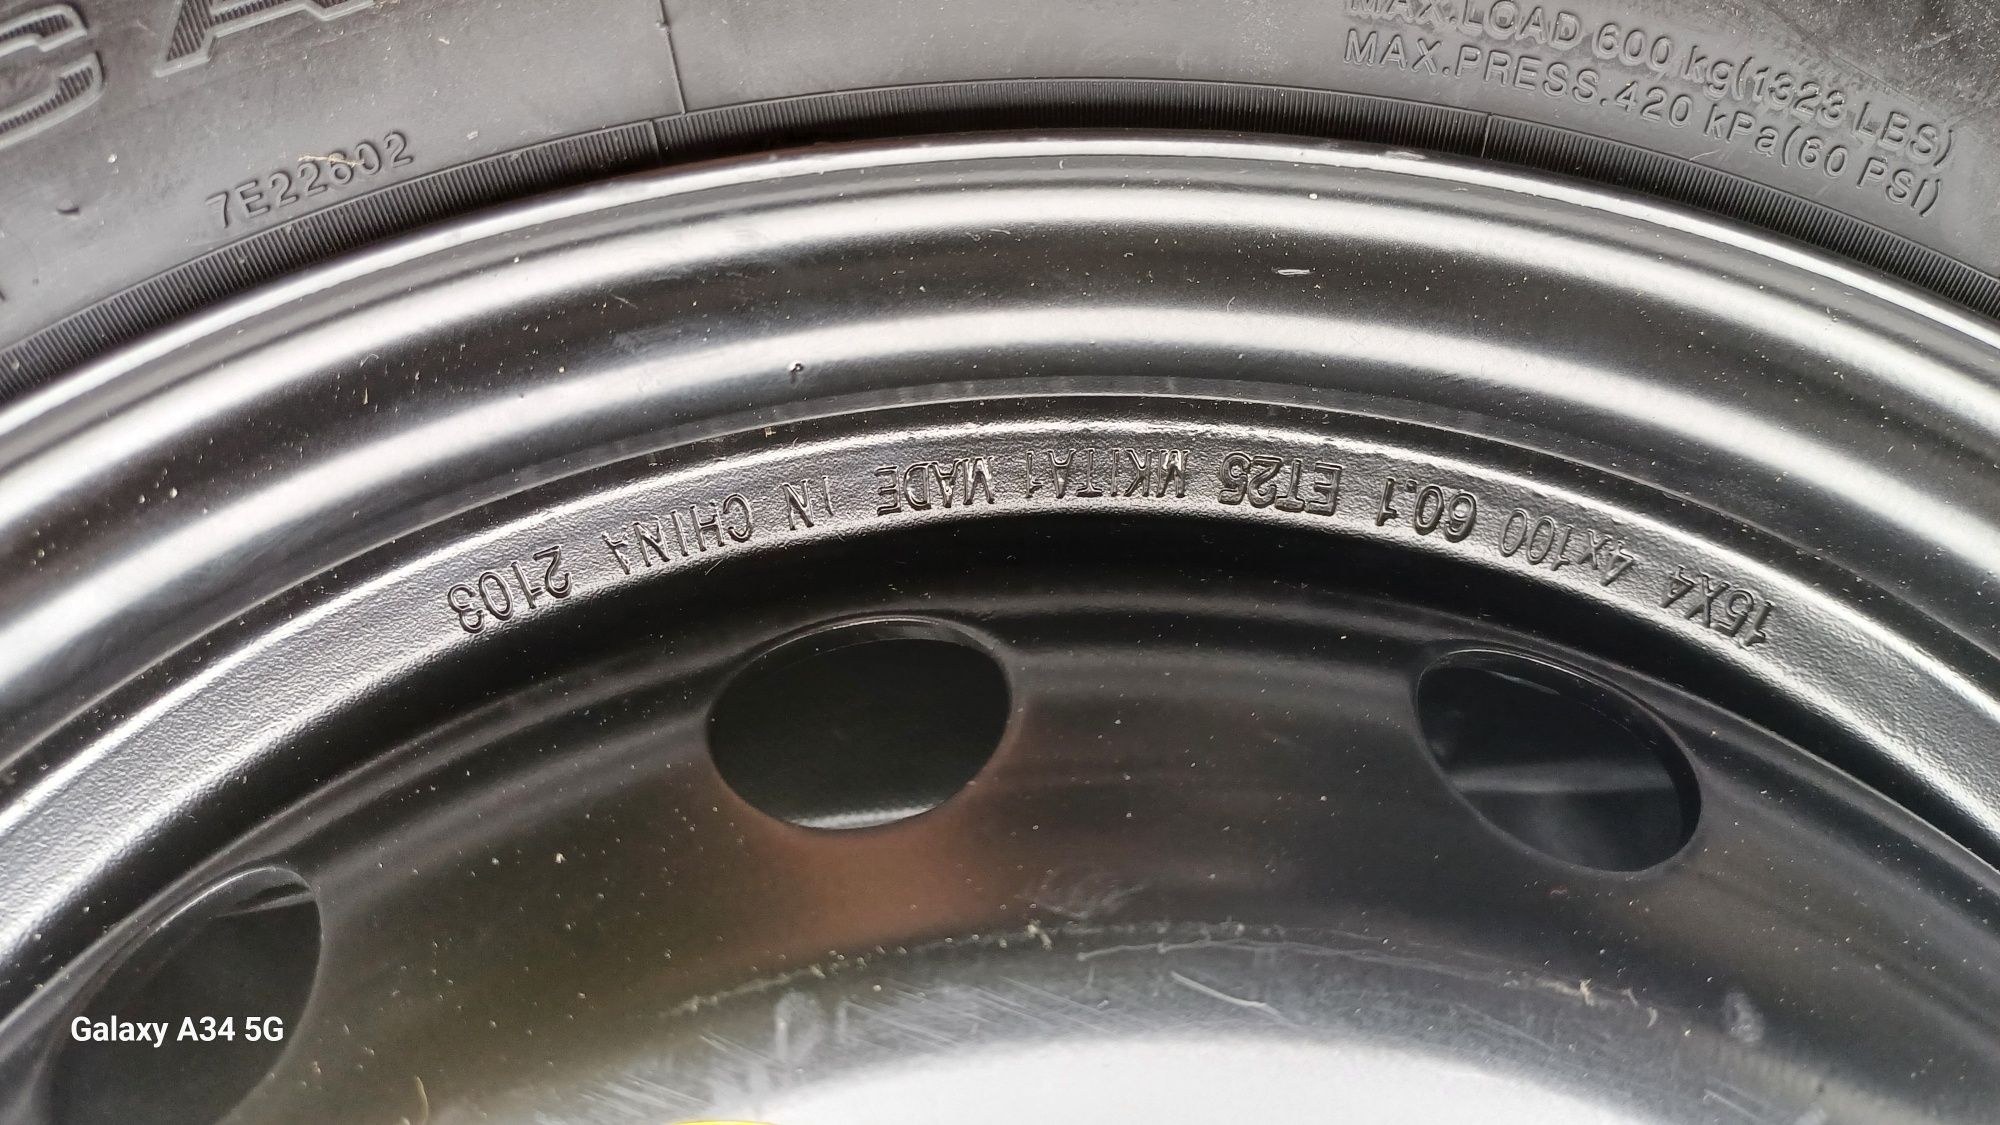 MAX.LOAD 600 kg(1323 LBS)
MAX.PRESS.420 kPa(60 PSI)
7E22602
15X4 4x100 60.1 ET25 MKITA1 MADE IN CHINA 2103
Galaxy A34 5G